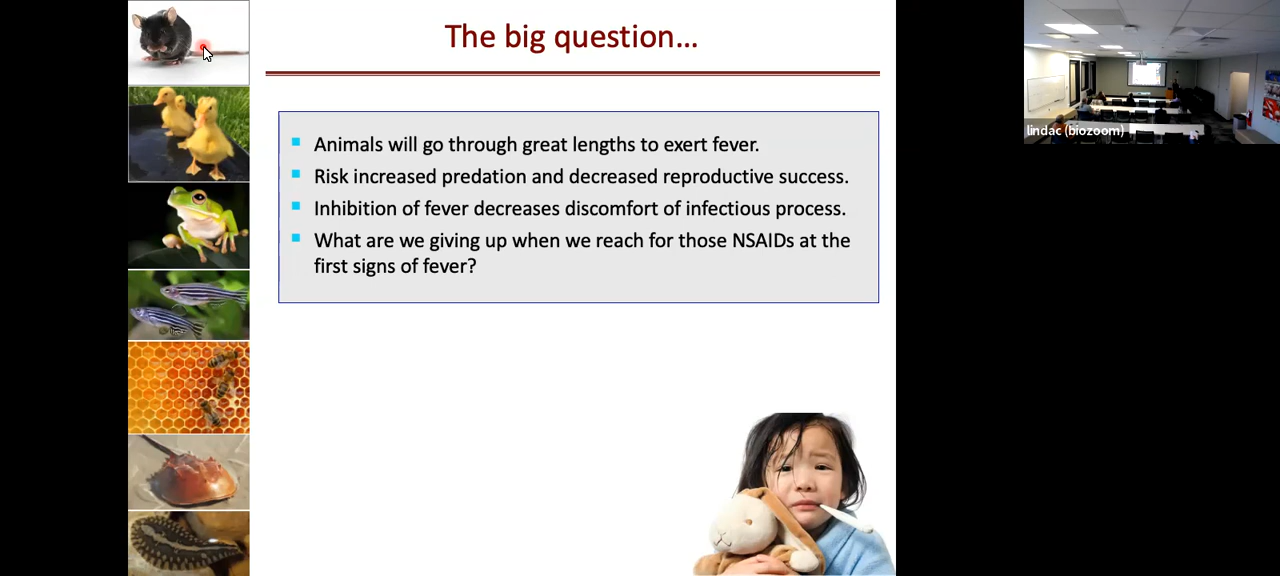 The big question...
Animals will go through great lengths to exert fever.
Risk increased predation and decreased reproductive success.
Inhibition of fever decreases discomfort of infectious process.
What are we giving up when we reach for those NSAIDs at the
first signs of fever?
lindac (biozoom)